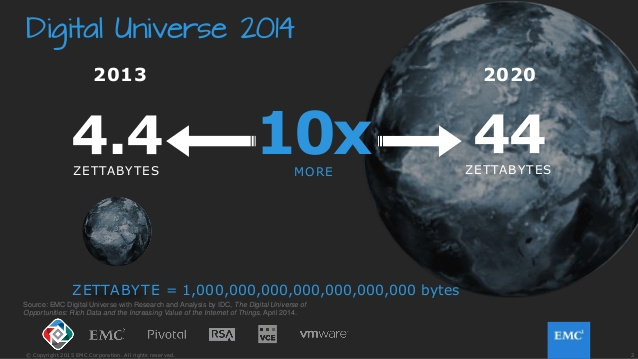 Digital Universe 2014
2013
2020
4.4
10x
44
ZETTABYTES
MORE
ZETTABYTES
ZETTABYTE = 1,000,000,000,000,000,000,000 bytes
Source: EMC Digital Universe with Research and Analysis by IDC, The Digital Universe of
Opportunities: Rich Data and the Increasing Value of the Internet of Things, April 2014.
EMC²
Pivotal
RSA
VCE
vmware
EMC²
© Copyright 2013 EMC Corporation. All rights reserved.